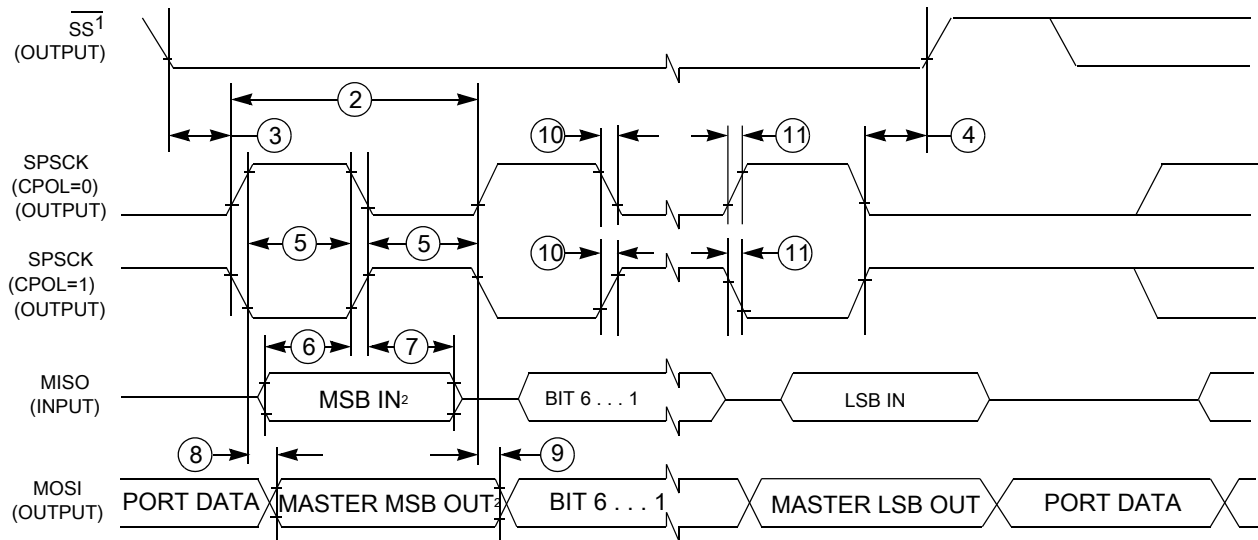 SS1
(OUTPUT)
2
3
10
11
4
SPSCK
(CPOL=0)
(OUTPUT)
5
5
SPSCK
(CPOL=1)
(OUTPUT)
10
11
6
7
MISO
(INPUT)
MSB IN2
BIT 6 . . . 1
LSB IN
8
9
MOSI
(OUTPUT)
PORT DATA
MASTER MSB OUT2
BIT 6 . . . 1
MASTER LSB OUT
PORT DATA